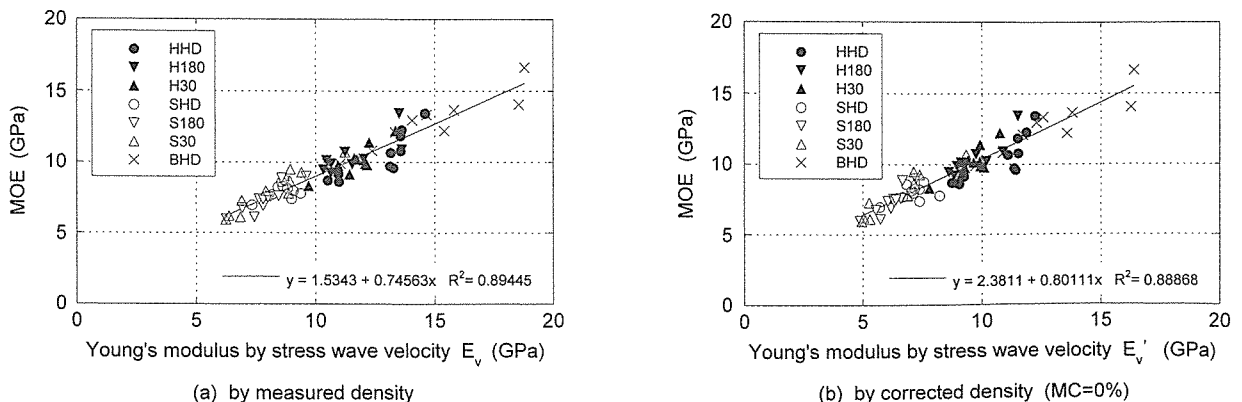 20
15
10
5
0
MOE (GPa)
HHD
H180
H30
SHD
S180
S30
BHD
y = 1.5343 + 0.74563x R²= 0.89445
0 5 10 15 20
Young's modulus by stress wave velocity Eᵥ (GPa)
(a) by measured density
20
15
10
5
0
MOE (GPa)
HHD
H180
H30
SHD
S180
S30
BHD
y = 2.3811 + 0.80111x R²= 0.88868
0 5 10 15 20
Young's modulus by stress wave velocity Eᵥ' (GPa)
(b) by corrected density (MC=0%)